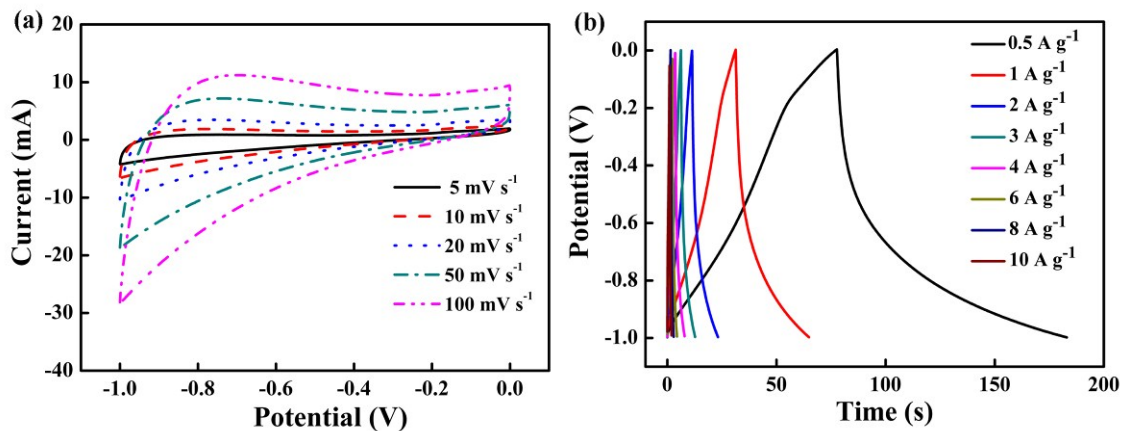 (a)
20
10
0
-10
-20
-30
-40
Current (mA)
5 mV s⁻¹
10 mV s⁻¹
20 mV s⁻¹
50 mV s⁻¹
100 mV s⁻¹
-1.0 -0.8 -0.6 -0.4 -0.2 0.0
Potential (V)
(b)
0.0
-0.2
-0.4
-0.6
-0.8
-1.0
Potential (V)
0.5 A g⁻¹
1 A g⁻¹
2 A g⁻¹
3 A g⁻¹
4 A g⁻¹
6 A g⁻¹
8 A g⁻¹
10 A g⁻¹
0 50 100 150 200
Time (s)